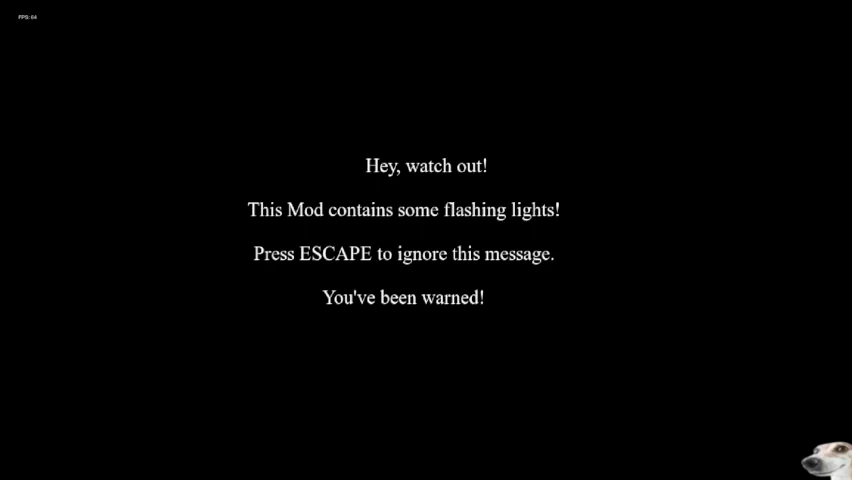 FPS: 64
Hey, watch out!
This Mod contains some flashing lights!
Press ESCAPE to ignore this message.
You've been warned!